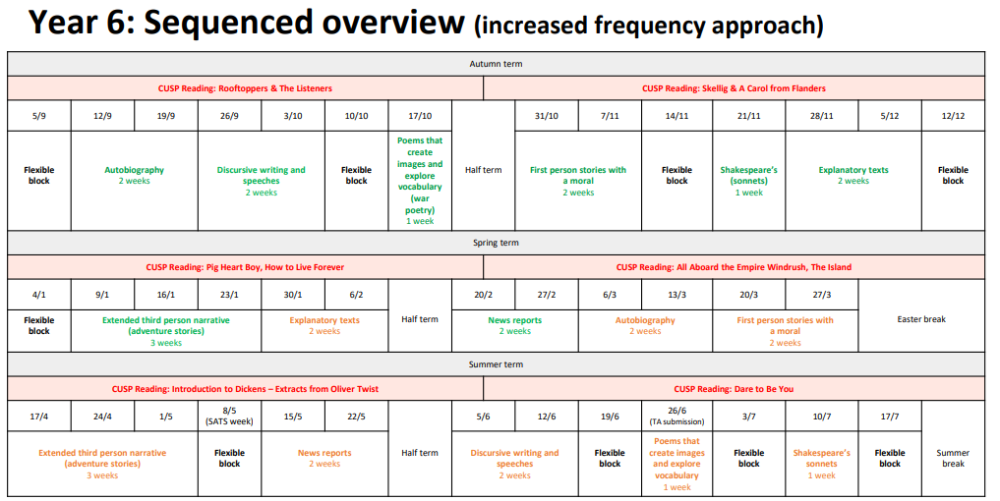 Year 6: Sequenced overview (increased frequency approach)
Autumn term
CUSP Reading: Rooftoppers & The Listeners
CUSP Reading: Skellig & A Carol from Flanders
5/9
12/9
19/9
26/9
3/10
10/10
17/10
Half term
31/10
7/11
14/11
21/11
28/11
5/12
12/12
Flexible
block
Autobiography
2 weeks
Discursive writing and
speeches
2 weeks
Flexible
block
Poems that
create
images and
explore
vocabulary
(war
poetry)
1 week
First person stories with
a moral
2 weeks
Flexible
block
Shakespeare's
(sonnets)
1 week
Explanatory texts
2 weeks
Flexible
block
Spring term
CUSP Reading: Pig Heart Boy, How to Live Forever
CUSP Reading: All Aboard the Empire Windrush, The Island
4/1
9/1
16/1
23/1
30/1
6/2
Half term
20/2
27/2
6/3
13/3
20/3
27/3
Easter break
Flexible
block
Extended third person narrative
(adventure stories)
3 weeks
Explanatory texts
2 weeks
News reports
2 weeks
Autobiography
2 weeks
First person stories with
a moral
2 weeks
Summer term
CUSP Reading: Introduction to Dickens – Extracts from Oliver Twist
CUSP Reading: Dare to Be You
17/4
24/4
1/5
8/5
(SATS week)
15/5
22/5
Half term
5/6
12/6
19/6
26/6
(TA submission)
3/7
10/7
17/7
Summer
break
Extended third person narrative
(adventure stories)
3 weeks
Flexible
block
News reports
2 weeks
Discursive writing and
speeches
2 weeks
Flexible
block
Poems that
create images
and explore
vocabulary
1 week
Flexible
block
Shakespeare's
sonnets
1 week
Flexible
block